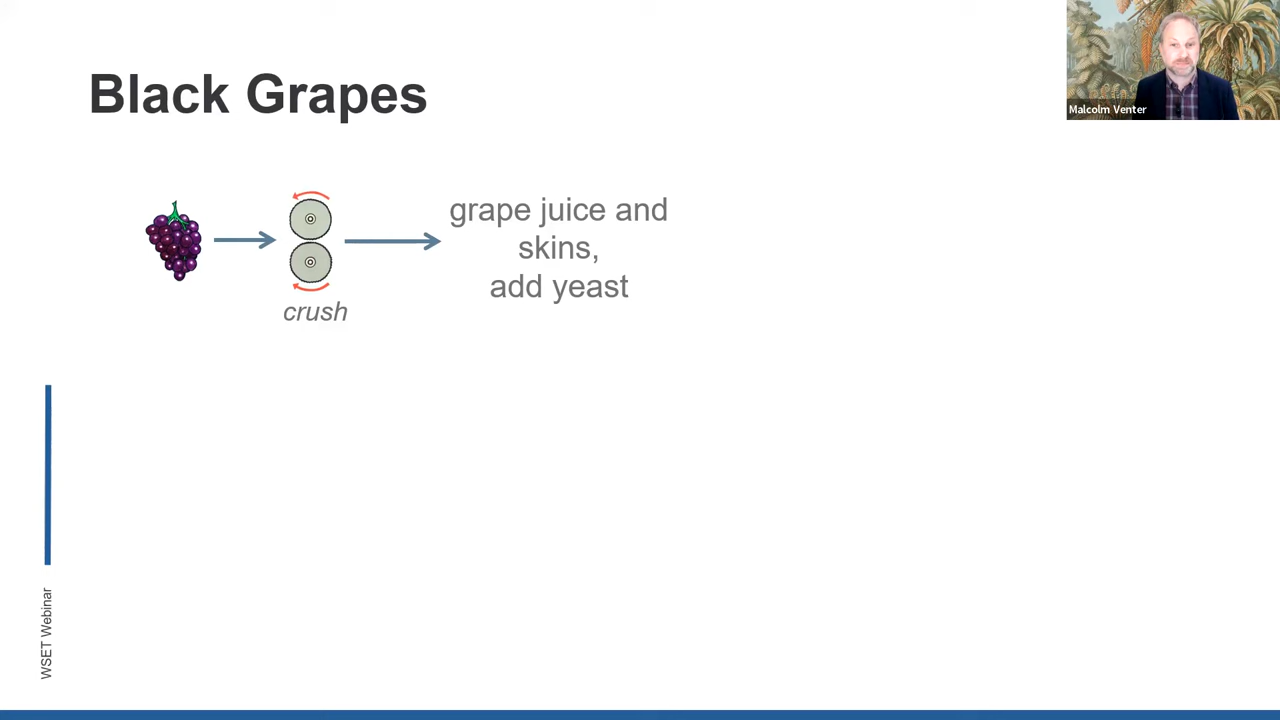 Black Grapes
Malcolm Venter
grape juice and
skins,
add yeast
crush
WSET Webinar